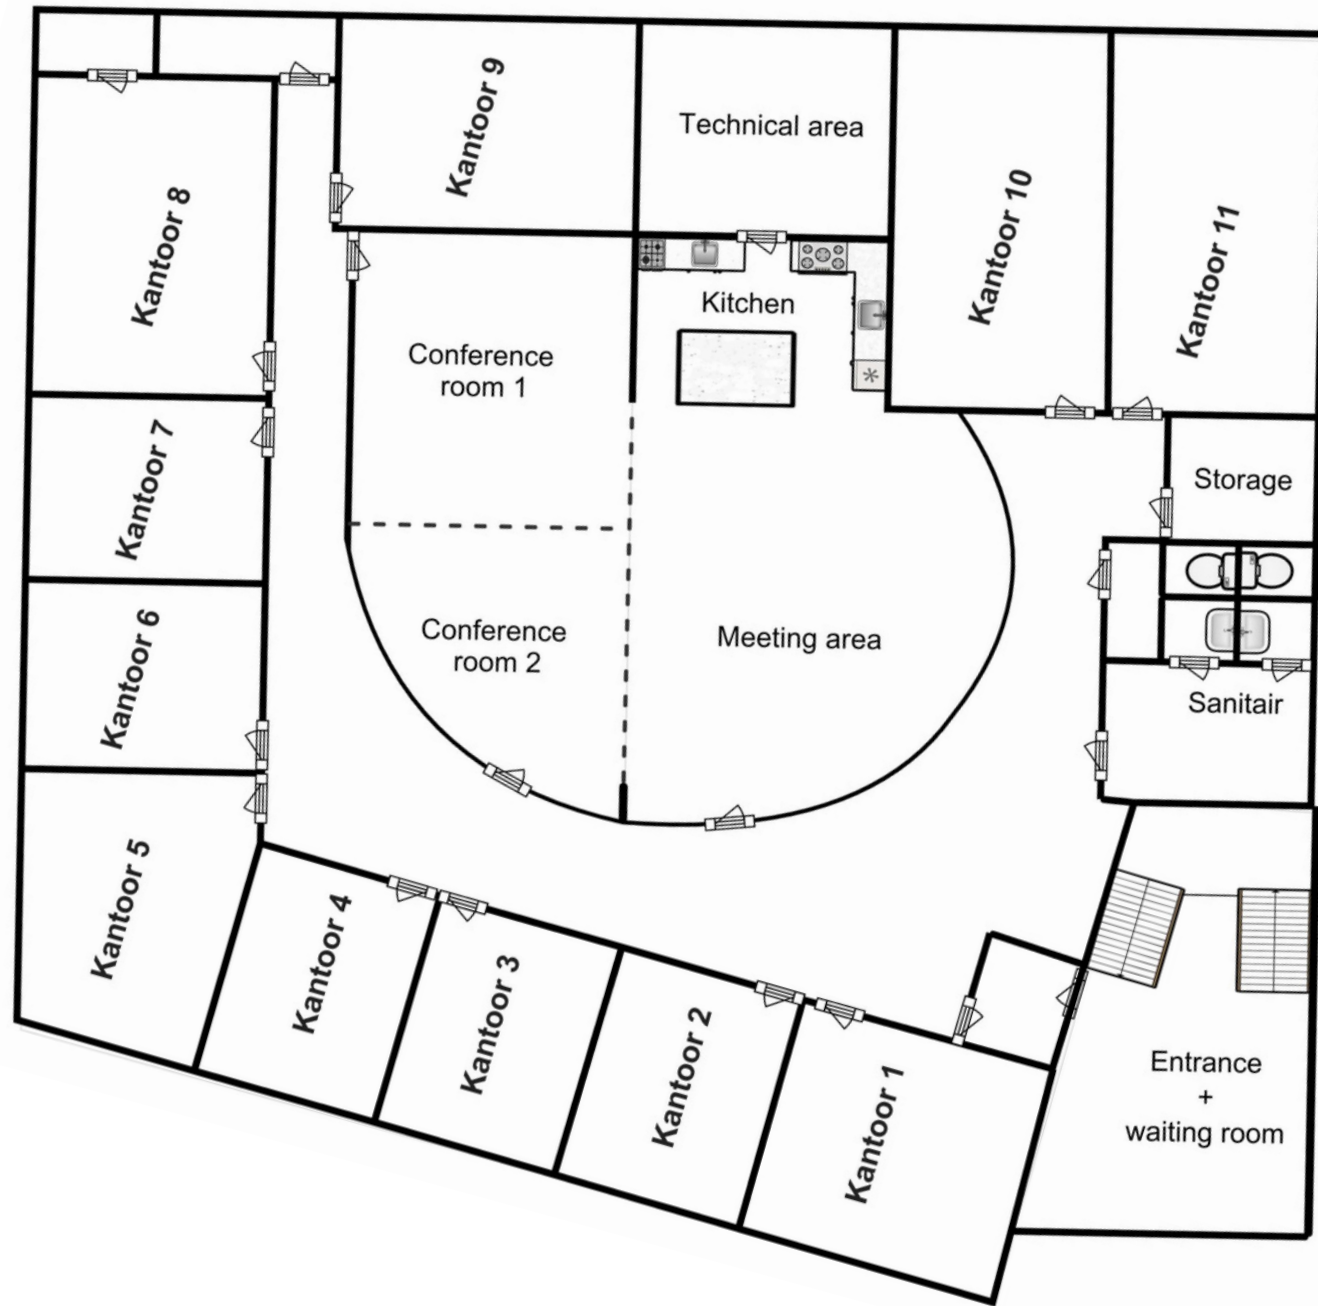 Kantoor 9
Technical area
Kantoor 10
Kantoor 11
Kantoor 8
Kitchen
Conference
room 1
Kantoor 7
Storage
Conference
room 2
Meeting area
Kantoor 6
Sanitair
Kantoor 5
Kantoor 4
Kantoor 3
Kantoor 2
Kantoor 1
Entrance
+
waiting room